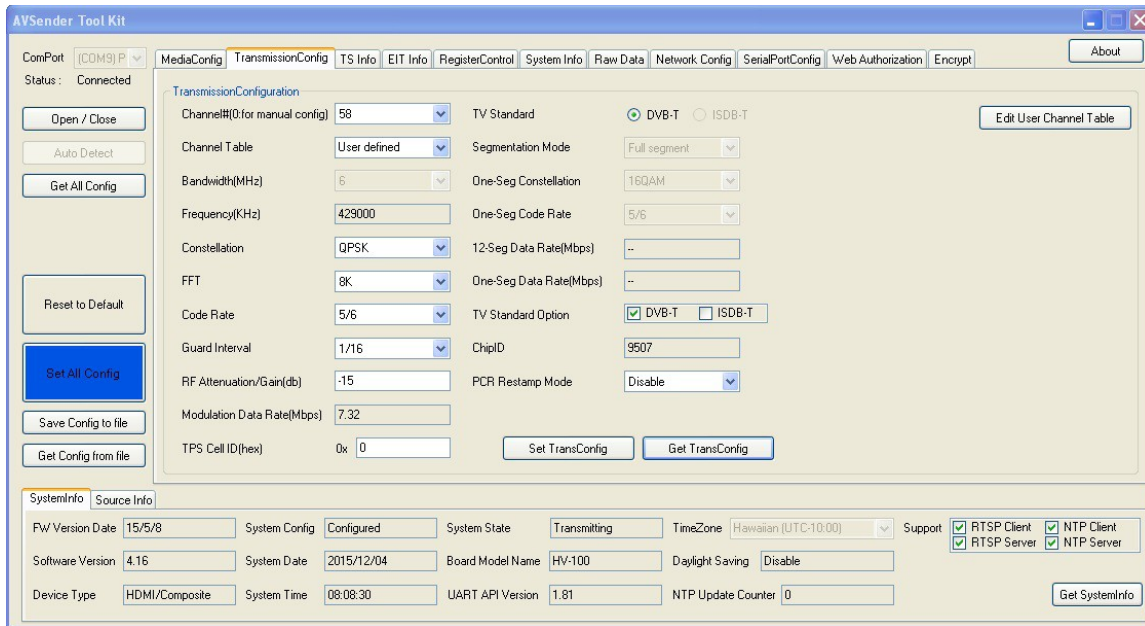 AVSender Tool Kit
ComPort (COM9) P
Status : Connected
Open / Close
Auto Detect
Get All Config
Reset to Default
Set All Config
Save Config to file
Get Config from file
About
MediaConfig TransmissionConfig TS Info EIT Info RegisterControl System Info Raw Data Network Config SerialPortConfig Web Authorization Encrypt
TransmissionConfiguration
Channel#(0:for manual config) 58 TV Standard DVB-T ISDB-T Edit User Channel Table
Channel Table User defined Segmentation Mode Full segment
Bandwidth(MHz) 6 One-Seg Constellation 16QAM
Frequency(KHz) 429000 One-Seg Code Rate 5/6
Constellation QPSK 12-Seg Data Rate(Mbps) --
FFT 8K One-Seg Data Rate(Mbps) --
Code Rate 5/6 TV Standard Option DVB-T ISDB-T
Guard Interval 1/16 ChipID 9507
RF Attenuation/Gain(db) -15 PCR Restamp Mode Disable
Modulation Data Rate(Mbps) 7.32
TPS Cell ID(hex) 0x 0 Set TransConfig Get TransConfig
SystemInfo Source Info
FW Version Date 15/5/8 System Config Configured System State Transmitting TimeZone Hawaiian (UTC-10:00) Support RTSP Client NTP Client
RTSP Server NTP Server
Software Version 4.16 System Date 2015/12/04 Board Model Name HV-100 Daylight Saving Disable
Device Type HDMI/Composite System Time 08:08:30 UART API Version 1.81 NTP Update Counter 0 Get SystemInfo